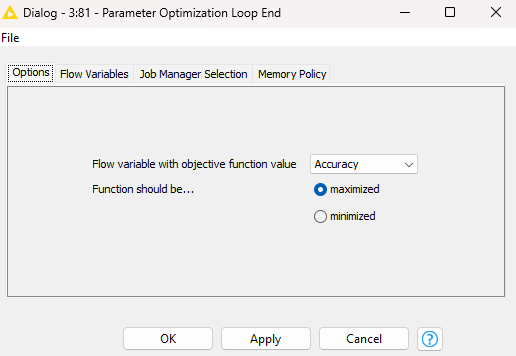 Dialog - 3:81 - Parameter Optimization Loop End
File
Options Flow Variables Job Manager Selection Memory Policy
Flow variable with objective function value Accuracy
Function should be... maximized
minimized
OK Apply Cancel ?